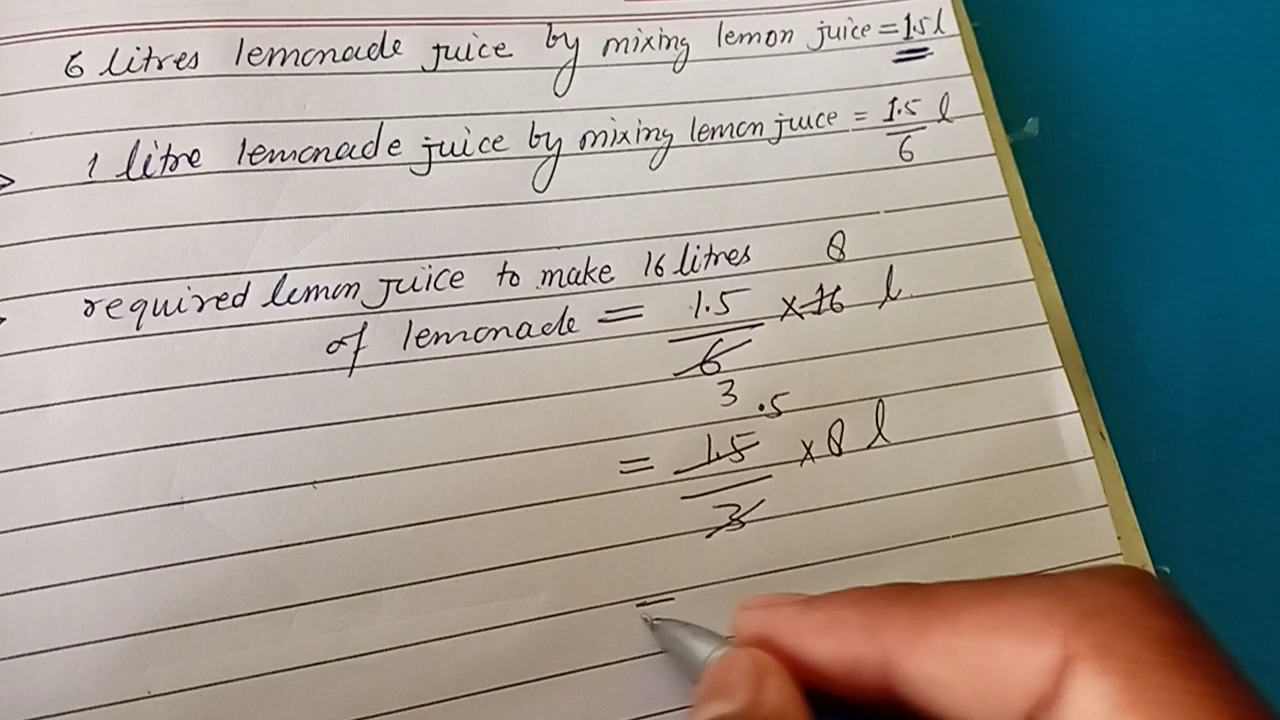 6 litres lemonade juice by mixing lemon juice = 1.5 l
1 litre lemonade juice by mixing lemon juice = 1.5/6 l
required lemon juice to make 16 litres
8
of lemonade = 1.5/6 × 16 l
3
.5
= 1.5/3 × 8 l
=